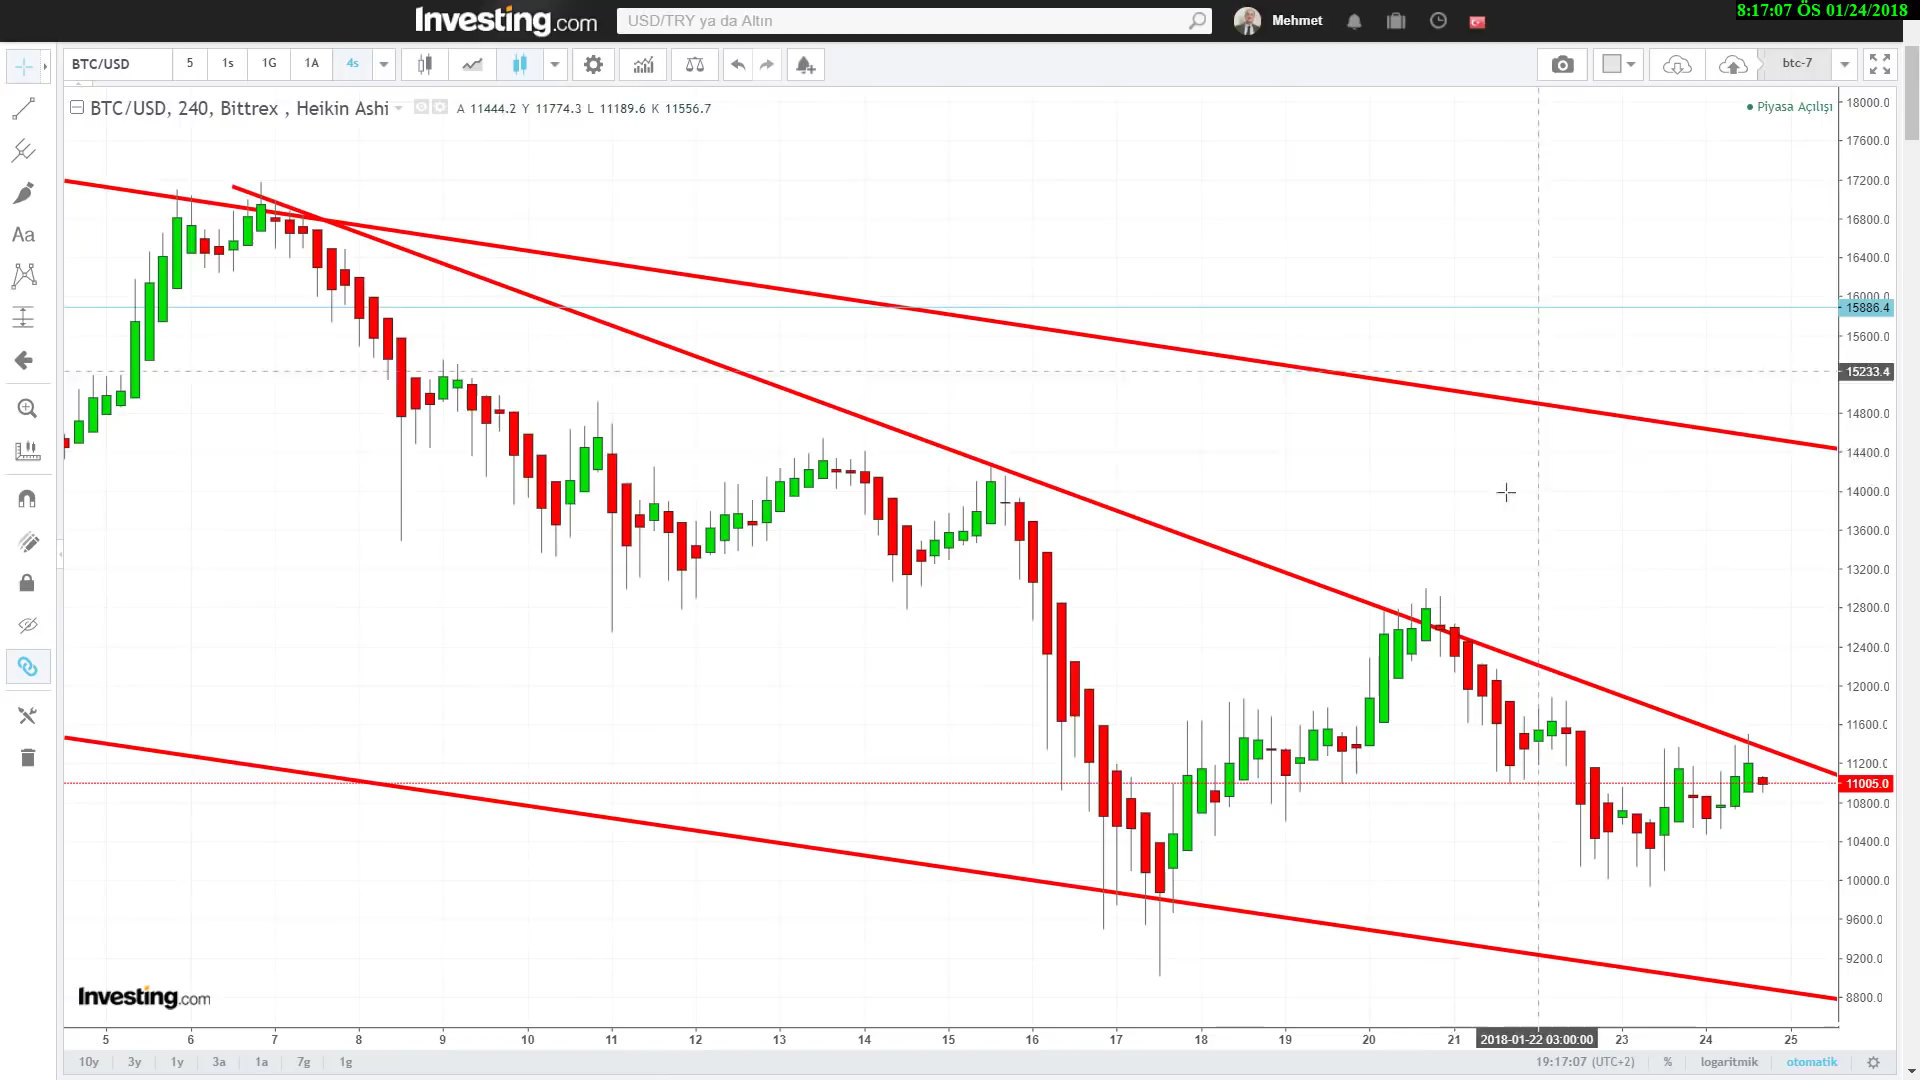 Investing.com
USD/TRY ya da Altın
Mehmet
8:17:07 ÖS 01/24/2018
BTC/USD
5
1s
1G
1A
4s
btc-7
BTC/USD, 240, Bittrex , Heikin Ashi
A 11444.2 Y 11774.3 L 11189.6 K 11556.7
Piyasa Açılışı
Aa
18000.0
17600.0
17200.0
16800.0
16400.0
16000.0
15886.4
15600.0
15233.4
14800.0
14400.0
14000.0
13600.0
13200.0
12800.0
12400.0
12000.0
11600.0
11200.0
11005.0
10800.0
10400.0
10000.0
9600.0
9200.0
8800.0
Investing.com
5 6 7 8 9 10 11 12 13 14 15 16 17 18 19 20 21 2018-01-22 03:00:00 23 24 25
10y 3y 1y 3a 1a 7g 1g
19:17:07 (UTC+2) % logaritmik otomatik